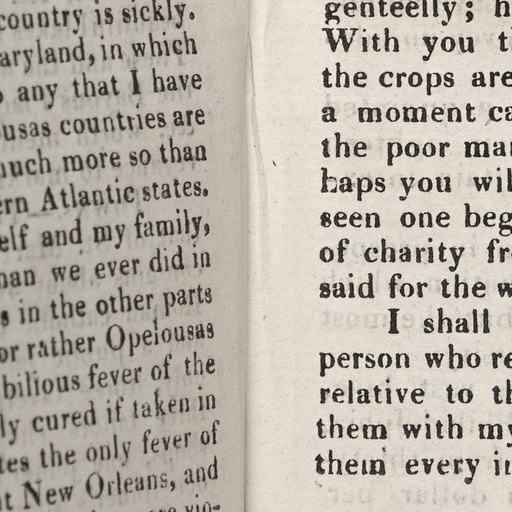 country is sickly.
aryland, in which
any that I have
ousas countries are
much more so than
ern Atlantic states.
elf and my family,
han we ever did in
s in the other parts
or rather Opelousas
bilious fever of the
ly cured if taken in
tes the only fever of
at New Orleans, and
genteelly; h
With you t
the crops are
a moment ca
the poor ma
haps you wil
seen one beg
of charity fr
said for the w
I shall
person who re
relative to th
them with my
them every i